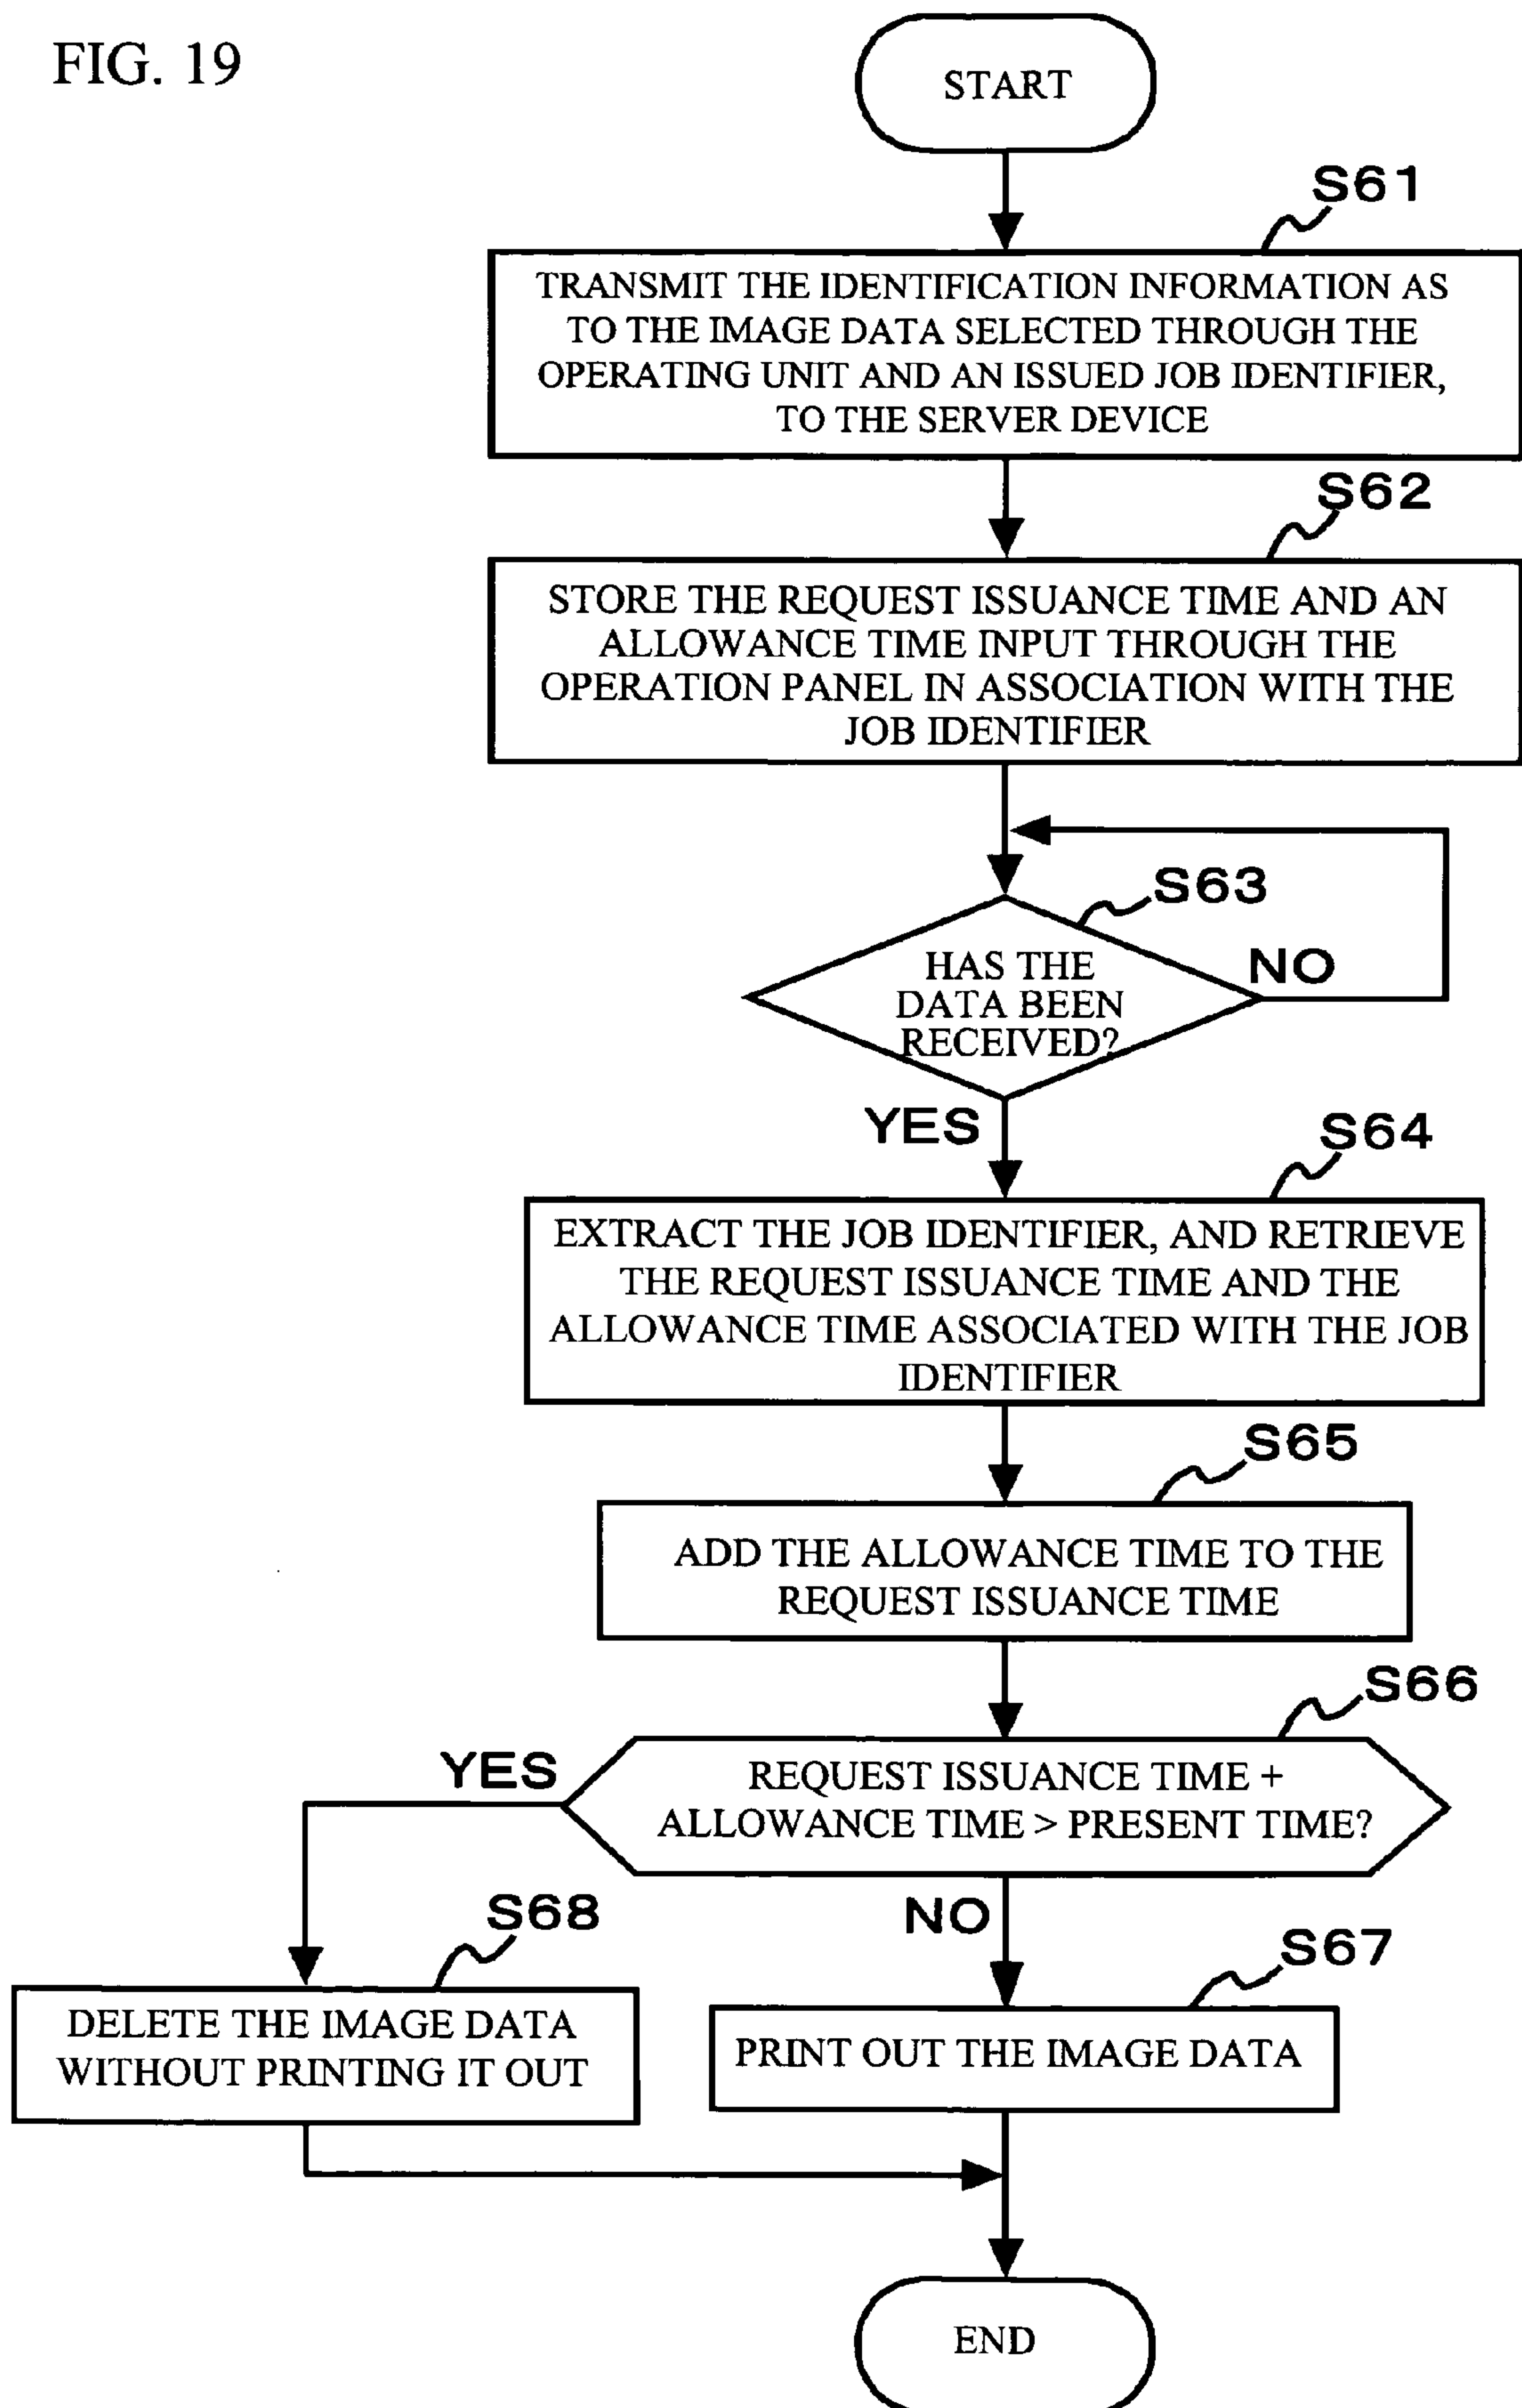 FIG. 19
START
S61
TRANSMIT THE IDENTIFICATION INFORMATION AS
TO THE IMAGE DATA SELECTED THROUGH THE
OPERATING UNIT AND AN ISSUED JOB IDENTIFIER,
TO THE SERVER DEVICE
S62
STORE THE REQUEST ISSUANCE TIME AND AN
ALLOWANCE TIME INPUT THROUGH THE
OPERATION PANEL IN ASSOCIATION WITH THE
JOB IDENTIFIER
S63
HAS THE
DATA BEEN
RECEIVED?
NO
YES
S64
EXTRACT THE JOB IDENTIFIER, AND RETRIEVE
THE REQUEST ISSUANCE TIME AND THE
ALLOWANCE TIME ASSOCIATED WITH THE JOB
IDENTIFIER
S65
ADD THE ALLOWANCE TIME TO THE
REQUEST ISSUANCE TIME
S66
YES
REQUEST ISSUANCE TIME +
ALLOWANCE TIME > PRESENT TIME?
NO
S68
DELETE THE IMAGE DATA
WITHOUT PRINTING IT OUT
S67
PRINT OUT THE IMAGE DATA
END